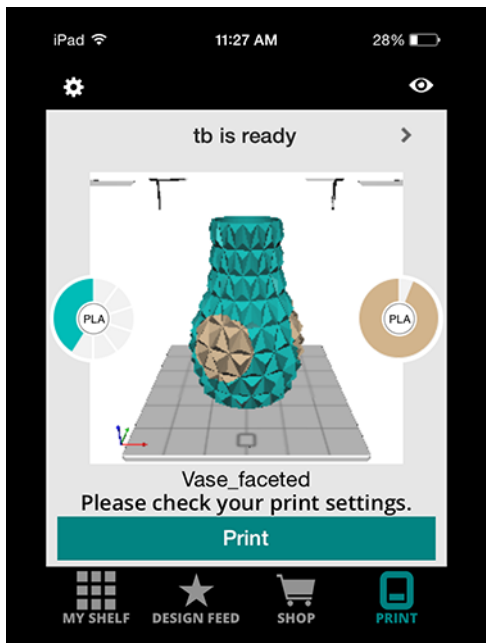 iPad 11:27 AM 28%
tb is ready
PLA PLA
Vase_faceted
Please check your print settings.
Print
MY SHELF DESIGN FEED SHOP PRINT